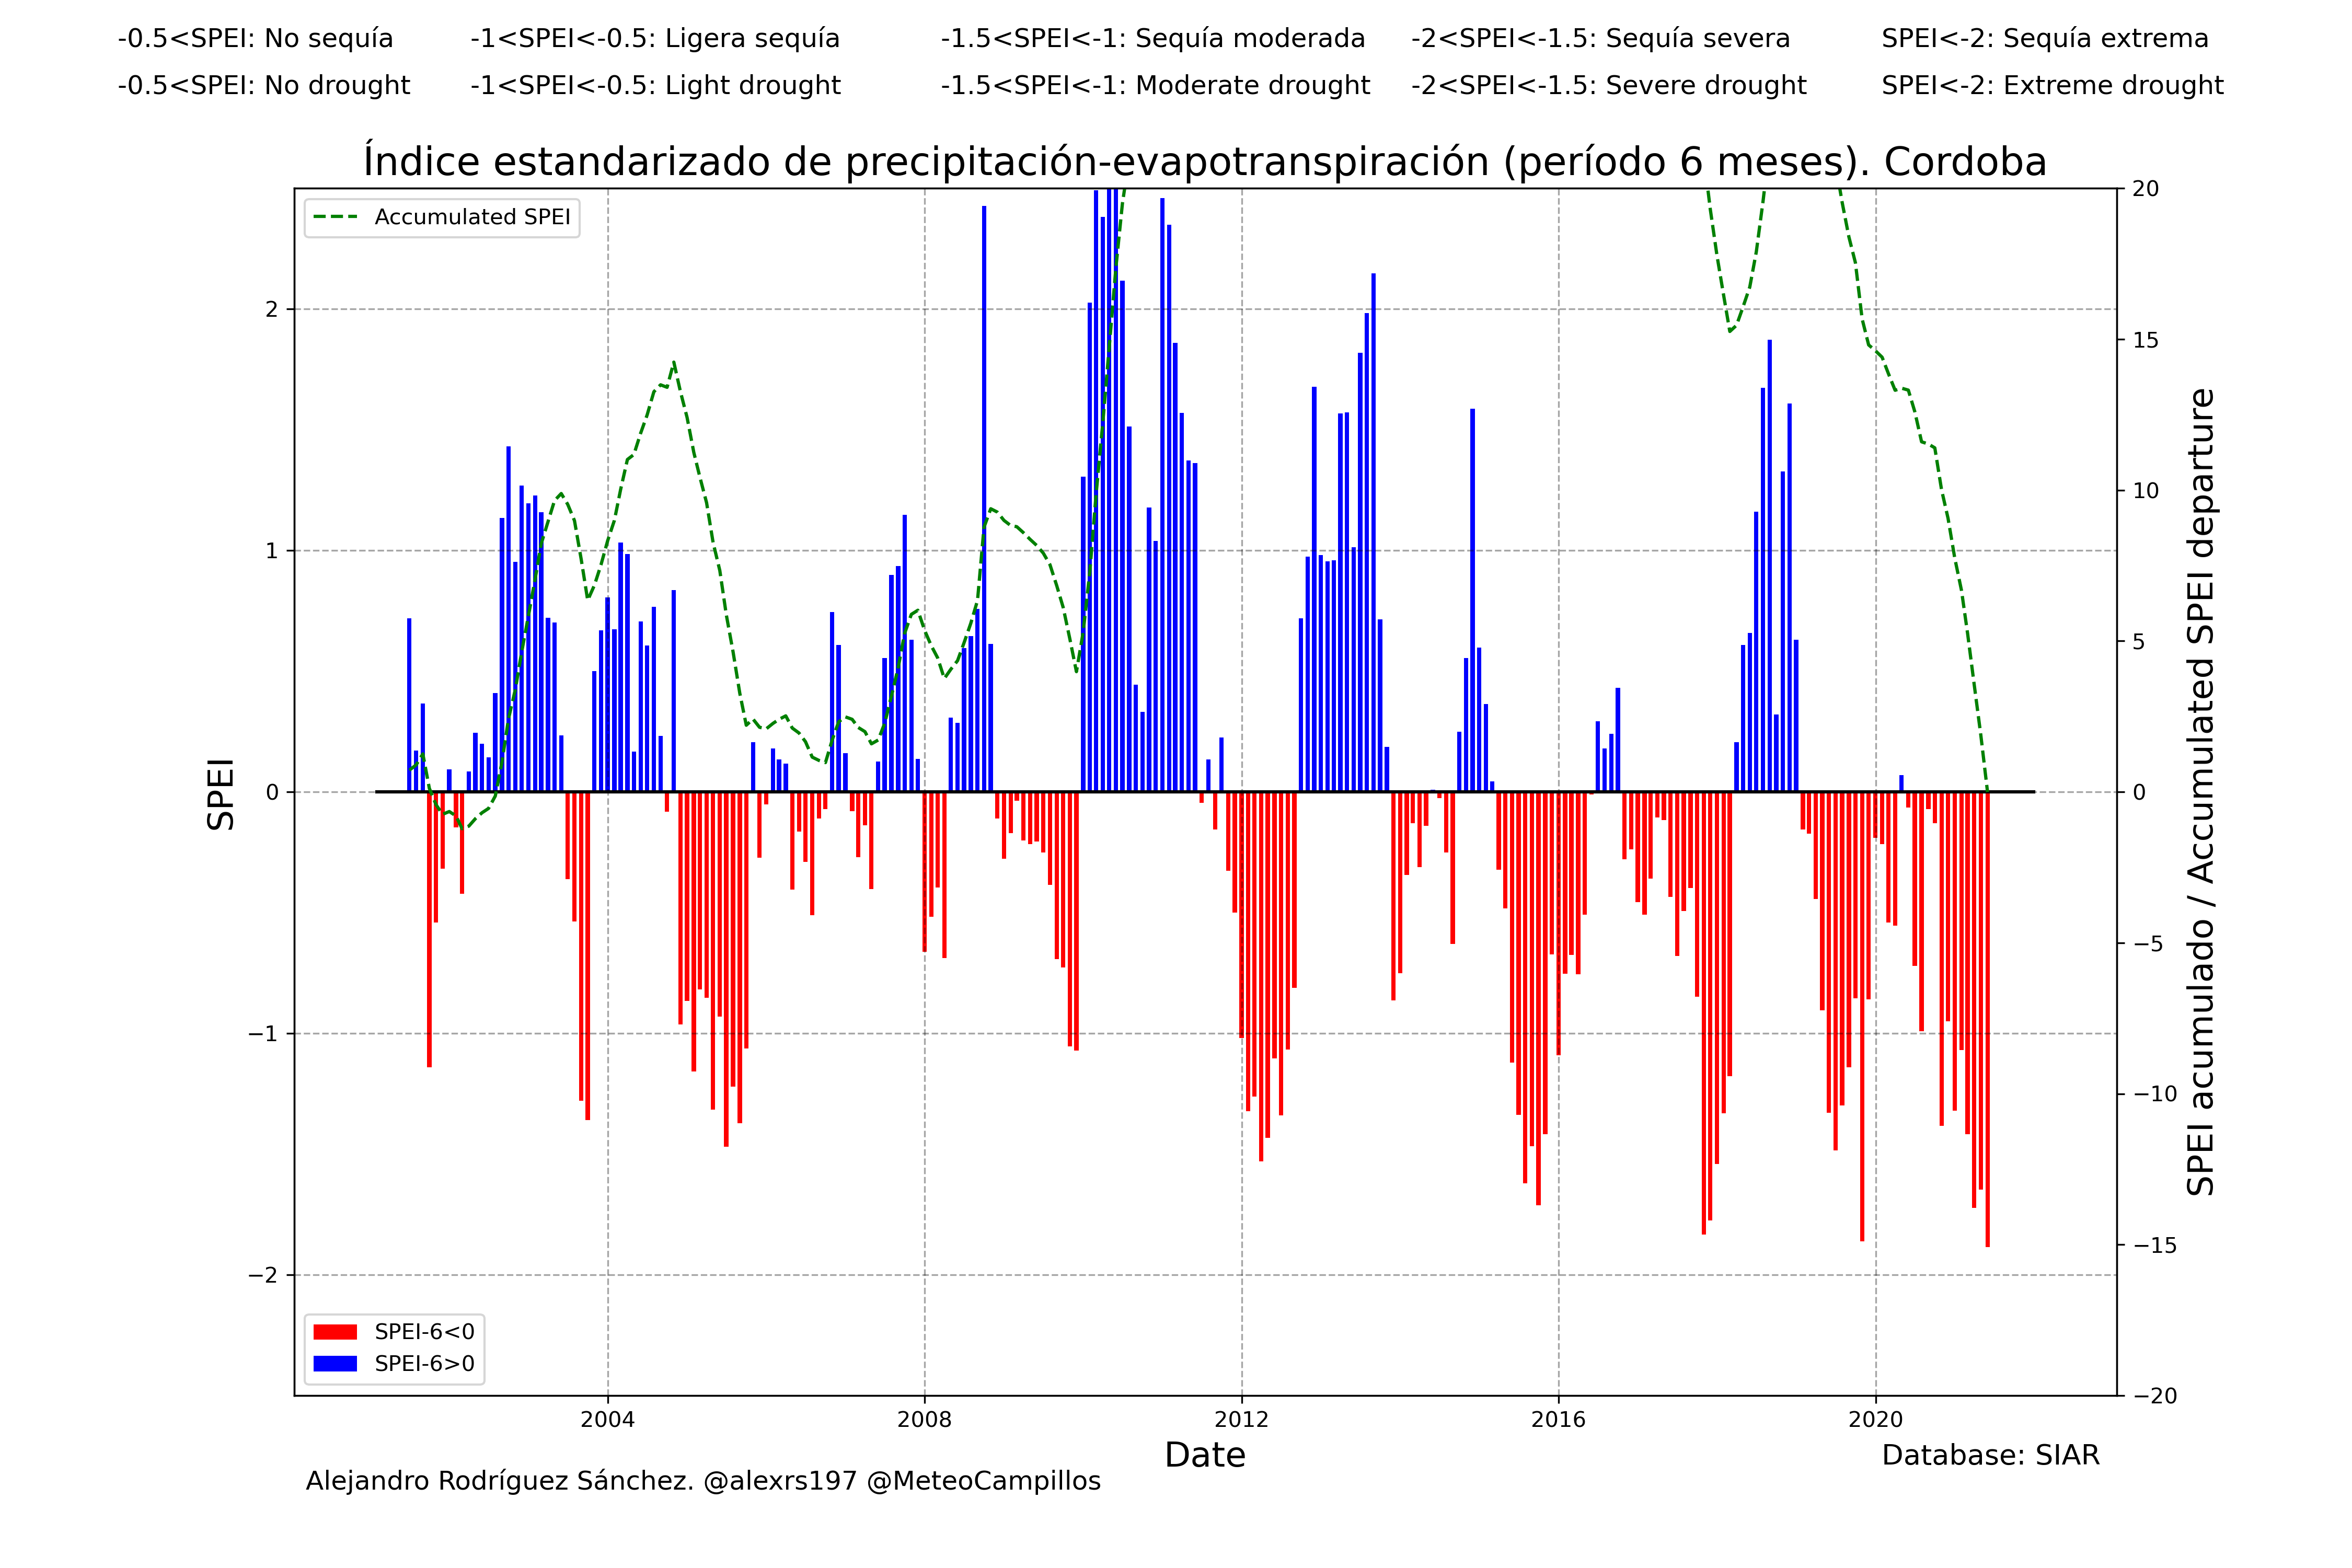 -0.5<SPEI: No sequía -1<SPEI<-0.5: Ligera sequía -1.5<SPEI<-1: Sequía moderada -2<SPEI<-1.5: Sequía severa SPEI<-2: Sequía extrema
-0.5<SPEI: No drought -1<SPEI<-0.5: Light drought -1.5<SPEI<-1: Moderate drought -2<SPEI<-1.5: Severe drought SPEI<-2: Extreme drought
Índice estandarizado de precipitación-evapotranspiración (período 6 meses). Cordoba
Accumulated SPEI
SPEI
2
1
0
−1
−2
20
15
10
5
0
−5
−10
−15
−20
SPEI acumulado / Accumulated SPEI departure
SPEI-6<0
SPEI-6>0
2004 2008 2012 2016 2020
Date
Database: SIAR
Alejandro Rodríguez Sánchez. @alexrs197 @MeteoCampillos